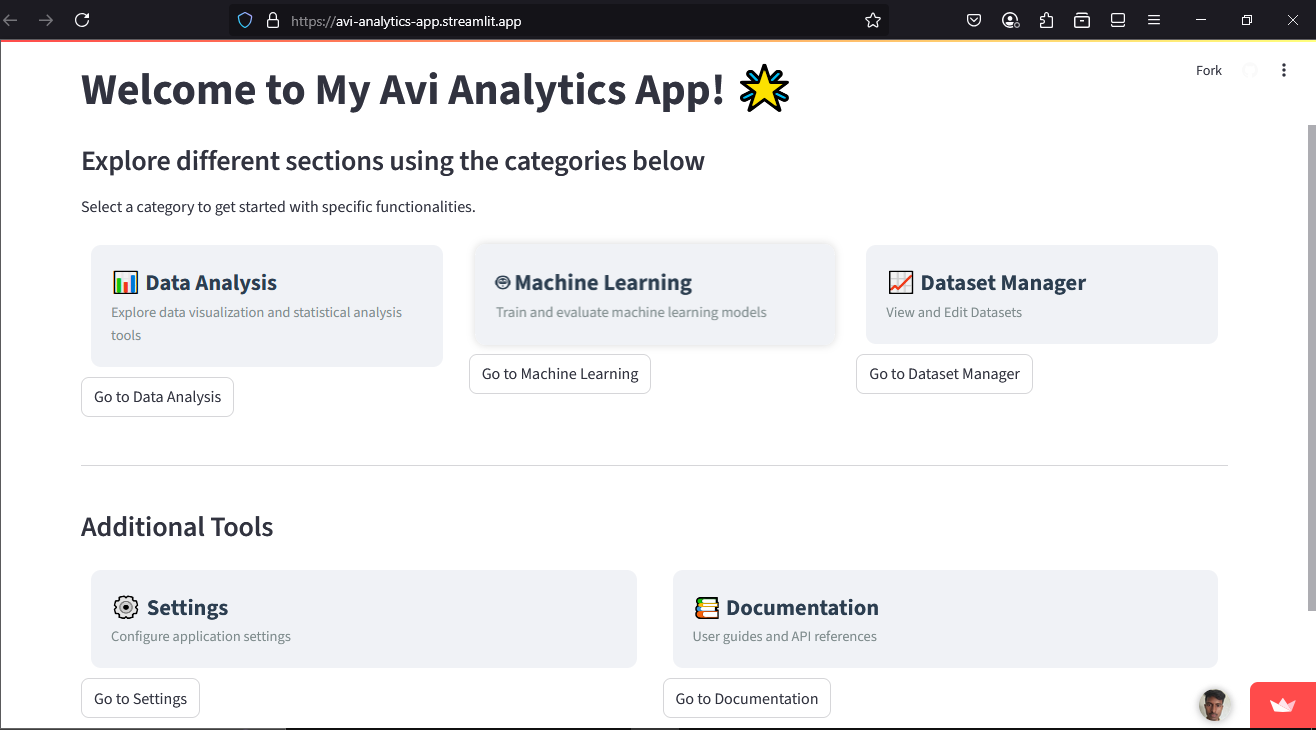 https://avi-analytics-app.streamlit.app
Fork
Welcome to My Avi Analytics App!
Explore different sections using the categories below
Select a category to get started with specific functionalities.
Data Analysis
Explore data visualization and statistical analysis
tools
Go to Data Analysis
Machine Learning
Train and evaluate machine learning models
Go to Machine Learning
Dataset Manager
View and Edit Datasets
Go to Dataset Manager
Additional Tools
Settings
Configure application settings
Go to Settings
Documentation
User guides and API references
Go to Documentation